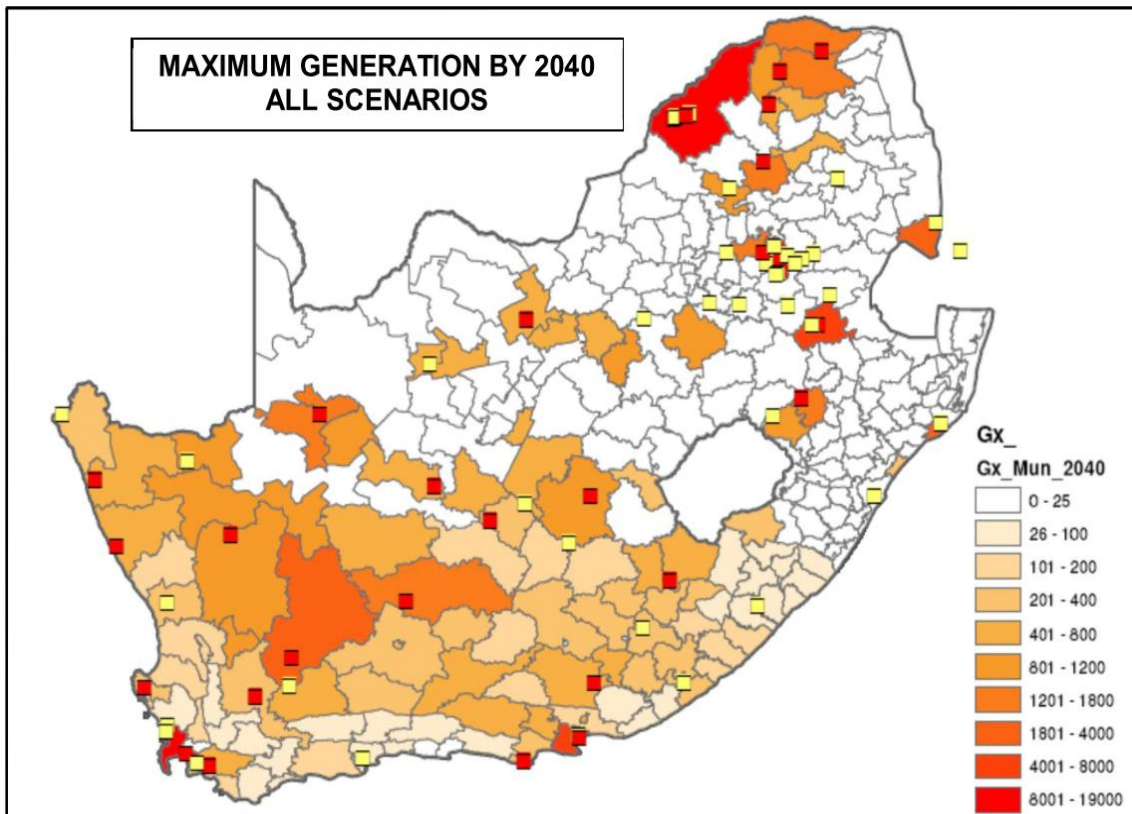 MAXIMUM GENERATION BY 2040
ALL SCENARIOS
Gx_
Gx_Mun_2040
0 - 25
26 - 100
101 - 200
201 - 400
401 - 800
801 - 1200
1201 - 1800
1801 - 4000
4001 - 8000
8001 - 19000